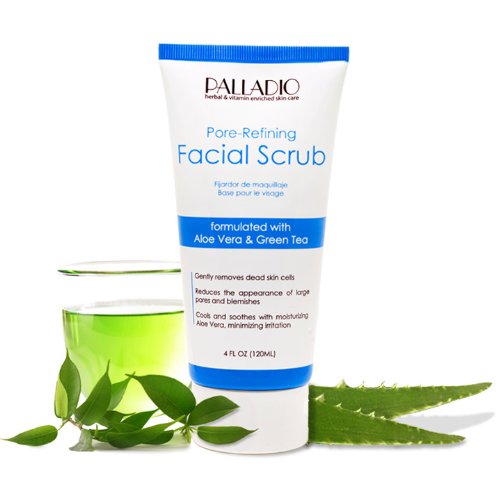 PALLADIO
herbal & vitamin enriched skin care
Pore-Refining
Facial Scrub
Fijardor de maquillaje
Base pour le visage
formulated with
Aloe Vera & Green Tea
Gently removes dead skin cells
Reduces the appearance of large
pores and blemishes
Cools and soothes with moisturizing
Aloe Vera, minimizing irritation
4 FL OZ (120ML)